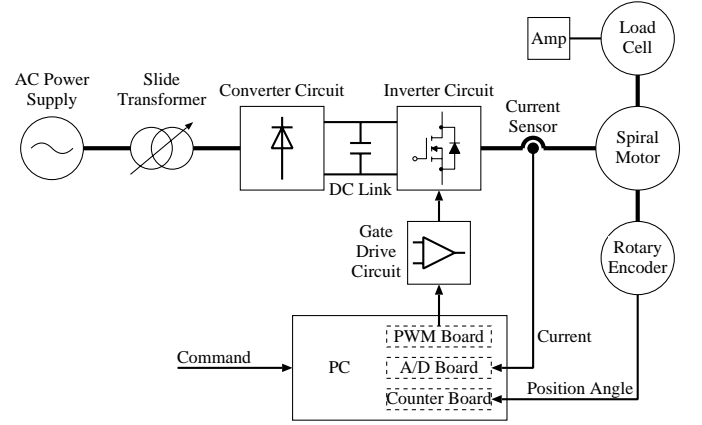 Amp
Load
Cell
AC Power
Supply
Slide
Transformer
Converter Circuit
Inverter Circuit
Current
Sensor
Spiral
Motor
DC Link
Gate
Drive
Circuit
Rotary
Encoder
PWM Board
Current
Command
PC
A/D Board
Position Angle
Counter Board